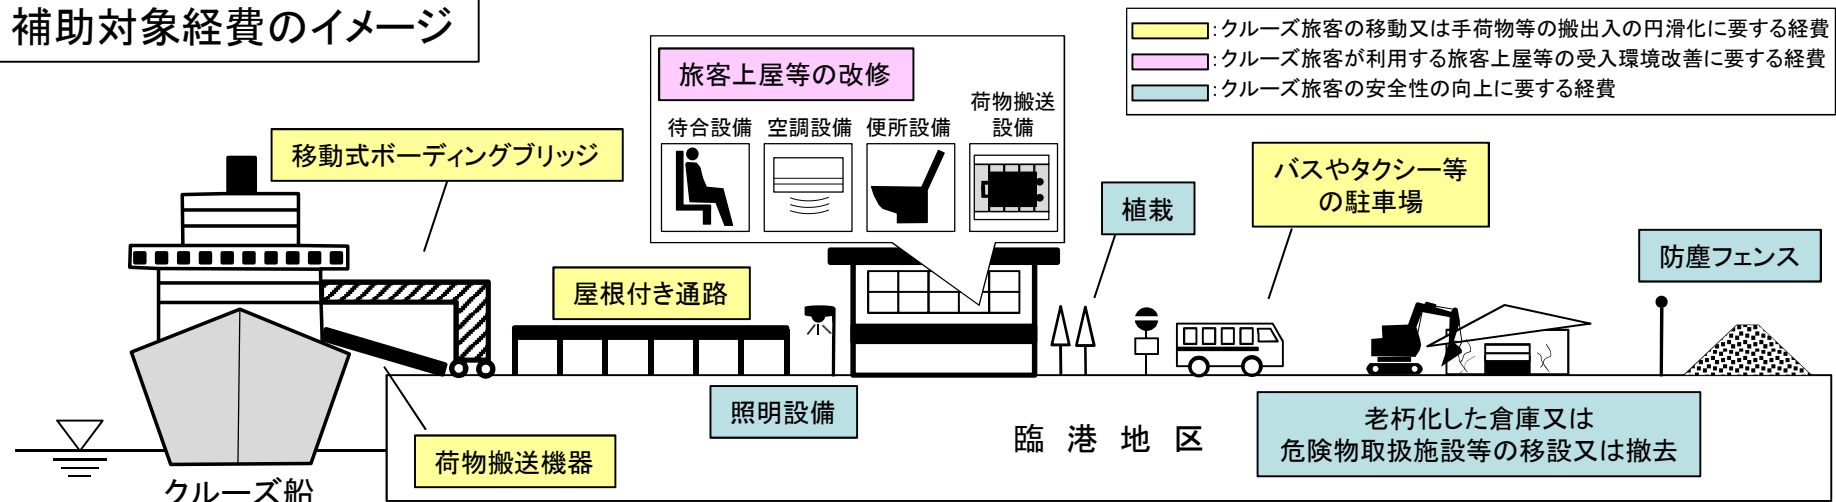 補助対象経費のイメージ
：クルーズ旅客の移動又は手荷物等の搬出入の円滑化に要する経費
：クルーズ旅客が利用する旅客上屋等の受入環境改善に要する経費
：クルーズ旅客の安全性の向上に要する経費
旅客上屋等の改修
待合設備
空調設備
便所設備
荷物搬送
設備
移動式ボーディングブリッジ
植栽
バスやタクシー等
の駐車場
防塵フェンス
屋根付き通路
照明設備
荷物搬送機器
臨港地区
老朽化した倉庫又は
危険物取扱施設等の移設又は撤去
クルーズ船